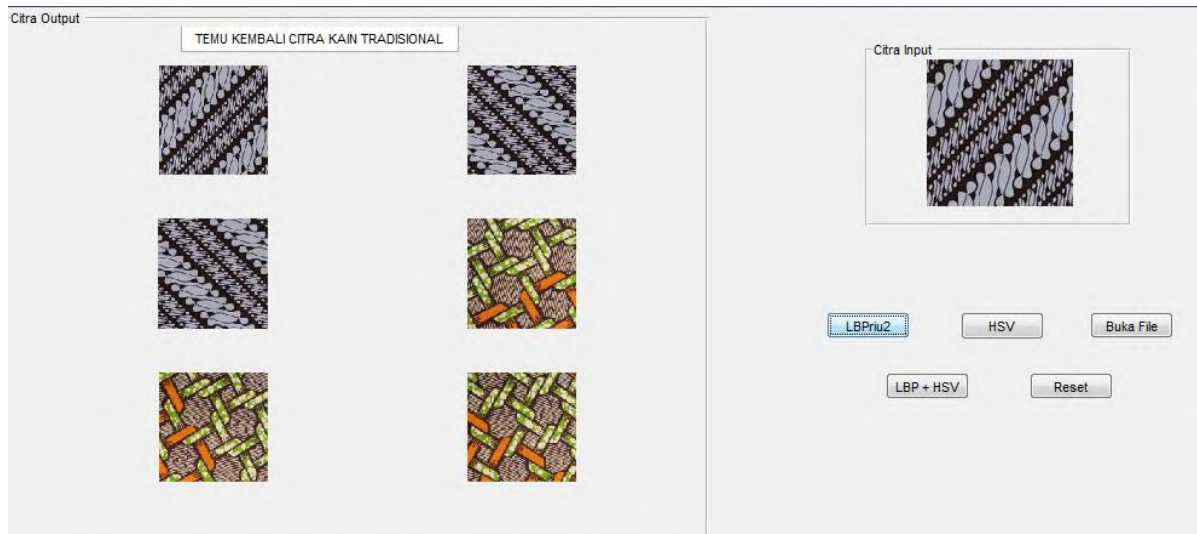 Citra Output
TEMU KEMBALI CITRA KAIN TRADISIONAL
Citra Input
LBPriu2
HSV
Buka File
LBP + HSV
Reset